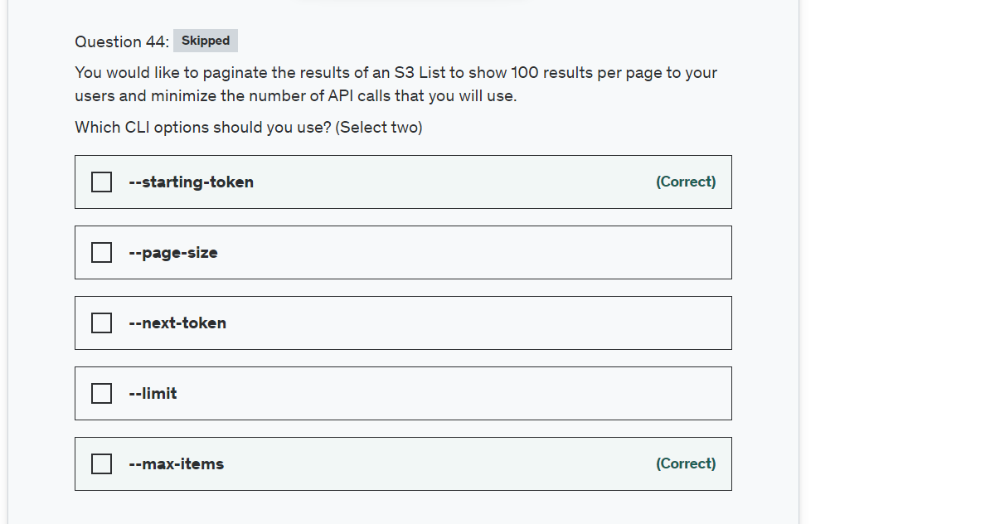 Question 44: Skipped
You would like to paginate the results of an S3 List to show 100 results per page to your
users and minimize the number of API calls that you will use.
Which CLI options should you use? (Select two)
--starting-token (Correct)
--page-size
--next-token
--limit
--max-items (Correct)